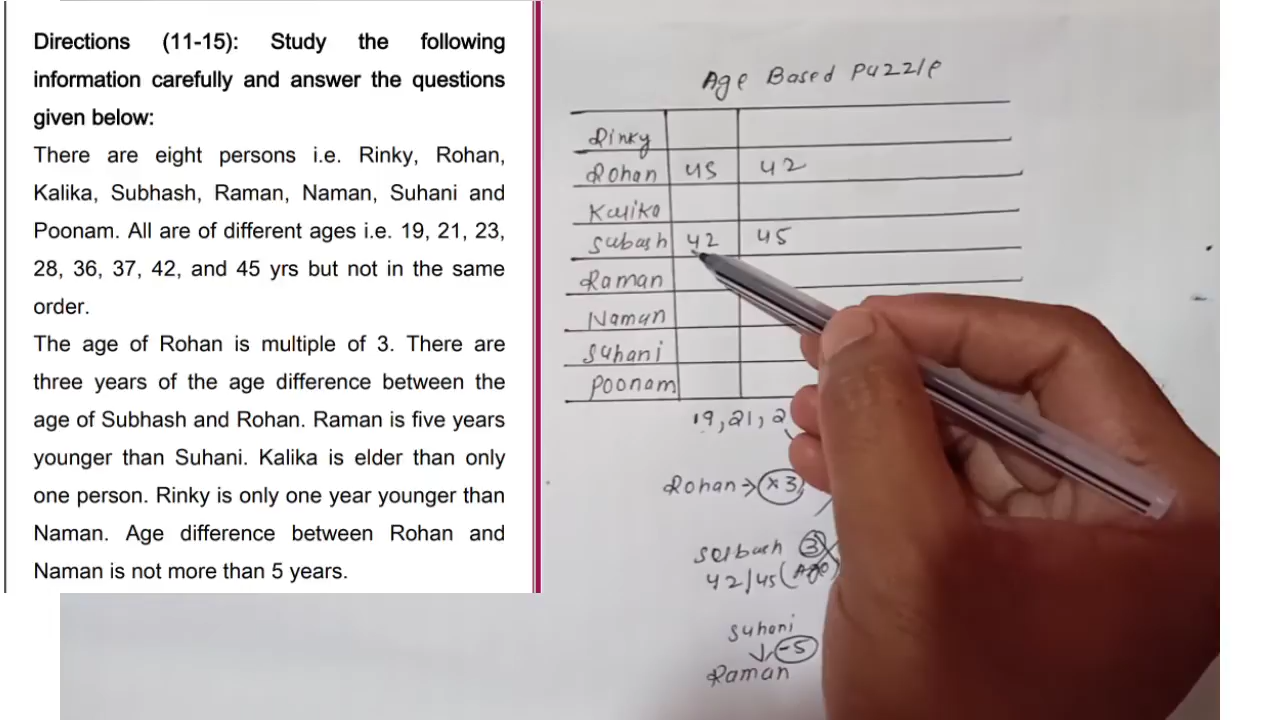 Directions (11-15): Study the following
information carefully and answer the questions
given below:
There are eight persons i.e. Rinky, Rohan,
Kalika, Subhash, Raman, Naman, Suhani and
Poonam. All are of different ages i.e. 19, 21, 23,
28, 36, 37, 42, and 45 yrs but not in the same
order.
The age of Rohan is multiple of 3. There are
three years of the age difference between the
age of Subhash and Rohan. Raman is five years
younger than Suhani. Kalika is elder than only
one person. Rinky is only one year younger than
Naman. Age difference between Rohan and
Naman is not more than 5 years.
Age Based Puzzle
Rinky
Rohan 45 42
Kalika
Subash 42 45
Raman
Naman
Suhani
Poonam
19, 21, 2
Rohan → ×3
Subash 3
42/45 (Age)
Suhani
↓ -5
Raman